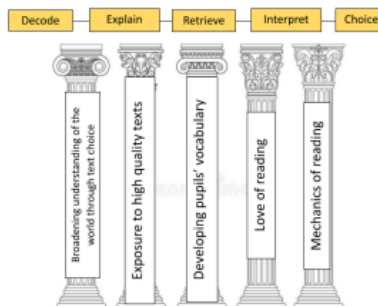 Decode
Explain
Retrieve
Interpret
Choice
Broadening understanding of the
world through text choice
Exposure to high quality texts
Developing pupils' vocabulary
Love of reading
Mechanics of reading